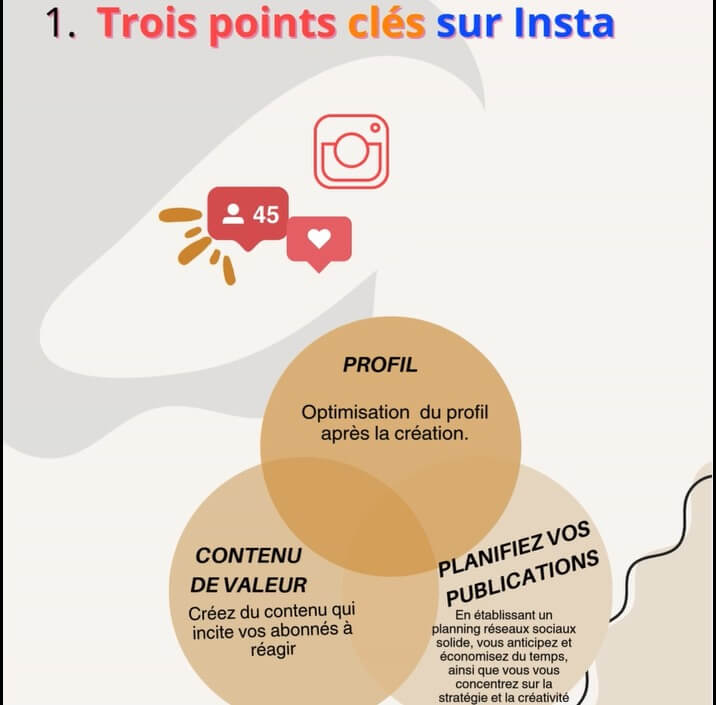 1. Trois points clés sur Insta
45
PROFIL
Optimisation du profil
après la création.
CONTENU
DE VALEUR
Créez du contenu qui
incite vos abonnés à
réagir
PLANIFIEZ VOS
PUBLICATIONS
En établissant un
planning réseaux sociaux
solide, vous anticipez et
économisez du temps,
ainsi que vous vous
concentrez sur la
stratégie et la créativité